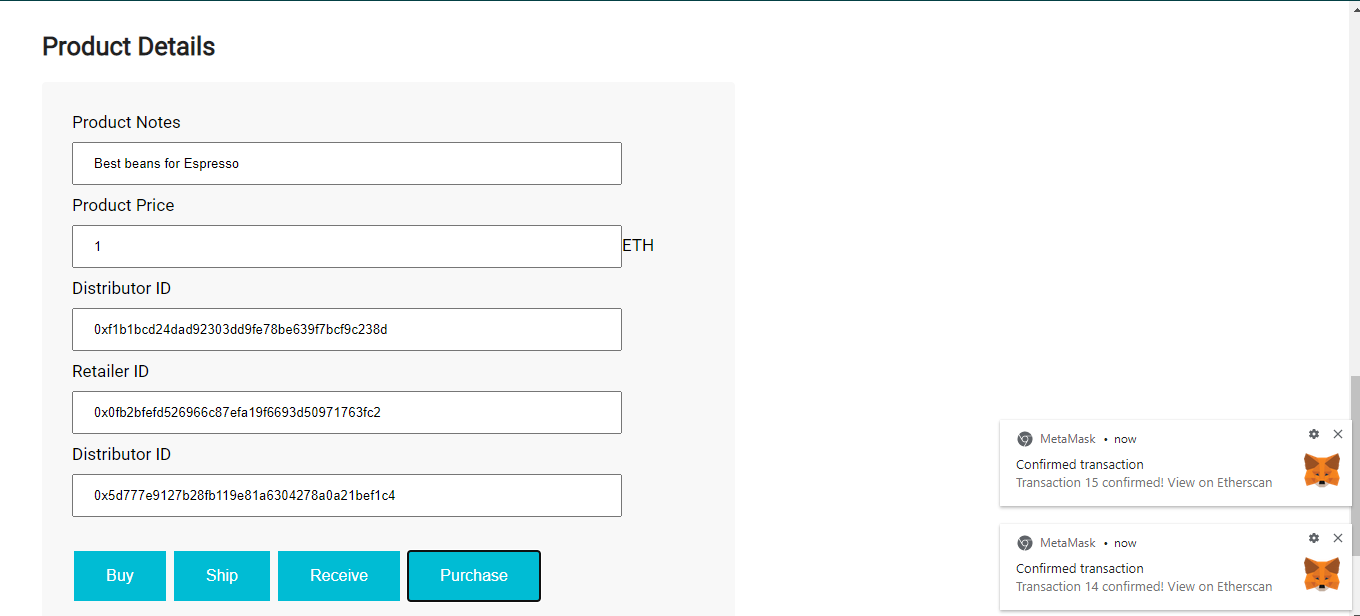 Product Details
Product Notes
Best beans for Espresso
Product Price
1
ETH
Distributor ID
0xf1b1bcd24dad92303dd9fe78be639f7bcf9c238d
Retailer ID
0x0fb2bfefd526966c87efa19f6693d50971763fc2
Distributor ID
0x5d777e9127b28fb119e81a6304278a0a21bef1c4
Buy
Ship
Receive
Purchase
MetaMask • now
Confirmed transaction
Transaction 15 confirmed! View on Etherscan
MetaMask • now
Confirmed transaction
Transaction 14 confirmed! View on Etherscan